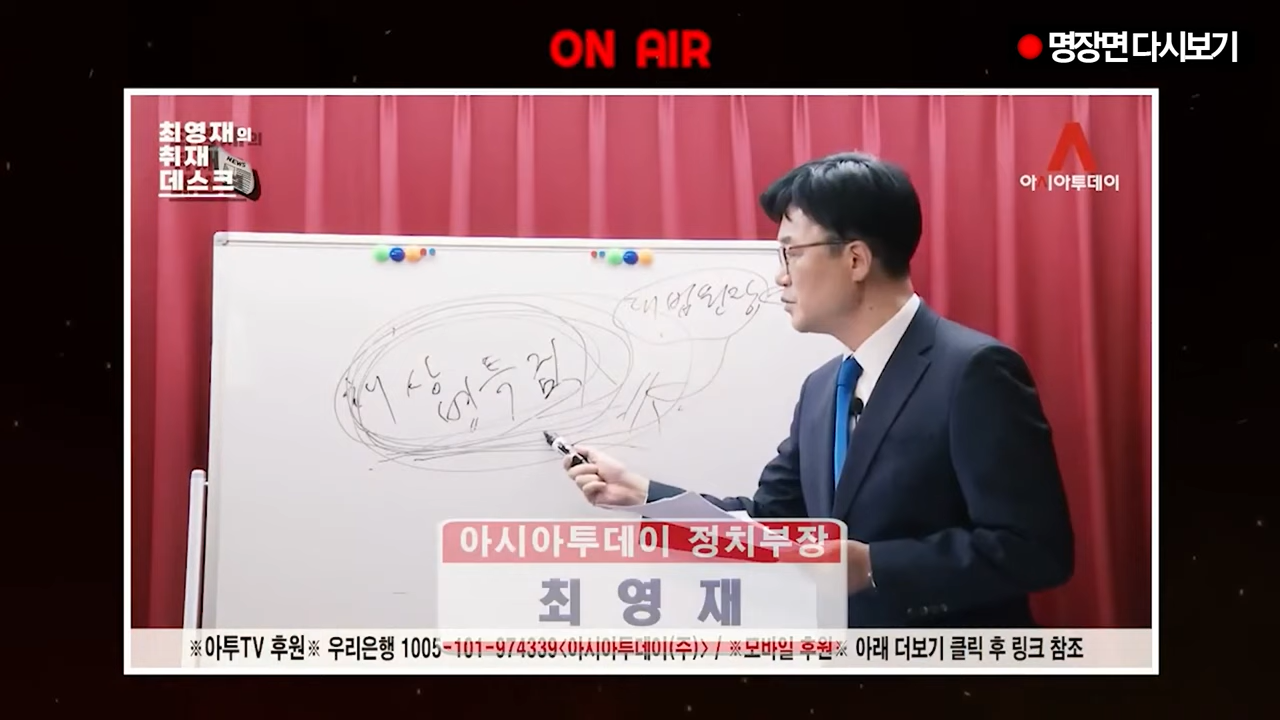 ON AIR
명장면 다시보기
최영재의
취재
데스크
NEWS
아시아투데이
대법원장
상설특검
아시아투데이 정치부장
최영재
※아투TV 후원※ 우리은행 1005-101-974339<아시아투데이(주)> / ※모바일 후원※ 아래 더보기 클릭 후 링크 참조